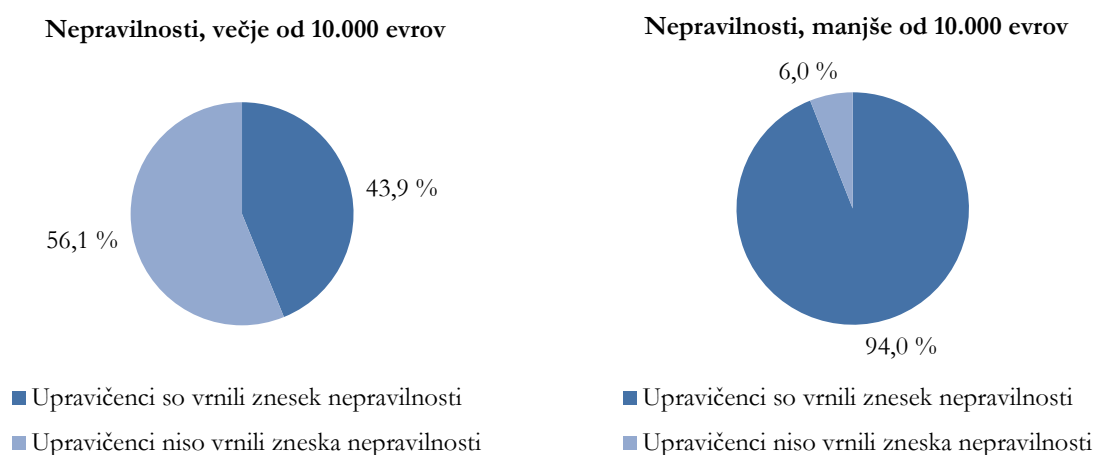 Nepravilnosti, večje od 10.000 evrov
43,9 %
56,1 %
Upravičenci so vrnili znesek nepravilnosti
Upravičenci niso vrnili zneska nepravilnosti
Nepravilnosti, manjše od 10.000 evrov
6,0 %
94,0 %
Upravičenci so vrnili znesek nepravilnosti
Upravičenci niso vrnili zneska nepravilnosti